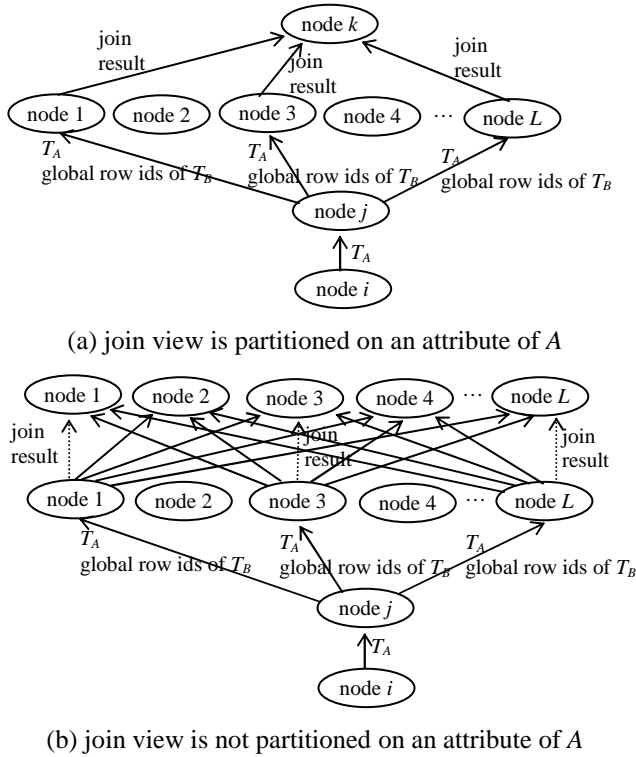 node k
join
result
join
result
join
result
node 1
node 2
node 3
node 4
...
node L
T_A
global row ids of T_B
T_A
global row ids of T_B
T_A
global row ids of T_B
node j
T_A
node i
(a) join view is partitioned on an attribute of A
node 1
node 2
node 3
node 4
...
node L
join
result
join
result
join
result
node 1
node 2
node 3
node 4
...
node L
T_A
global row ids of T_B
T_A
global row ids of T_B
T_A
global row ids of T_B
node j
T_A
node i
(b) join view is not partitioned on an attribute of A